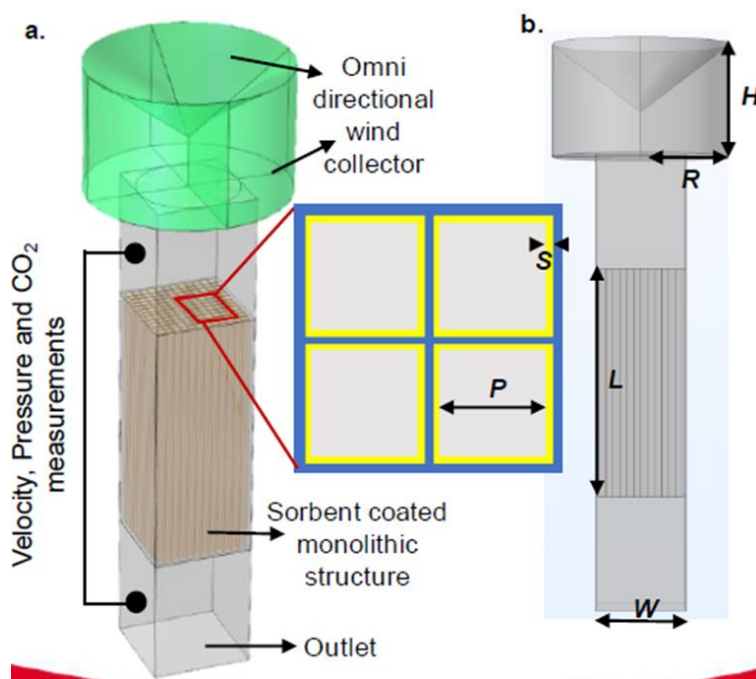 a.
Omni
directional
wind
collector
Velocity, Pressure and CO₂
measurements
S
P
Sorbent coated
monolithic
structure
Outlet
b.
H
R
L
W